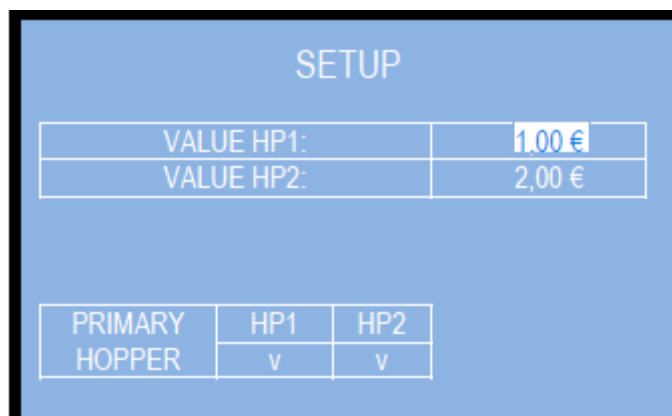 SETUP
VALUE HP1: 1,00 €
VALUE HP2: 2,00 €
PRIMARY HP1 HP2
HOPPER v v